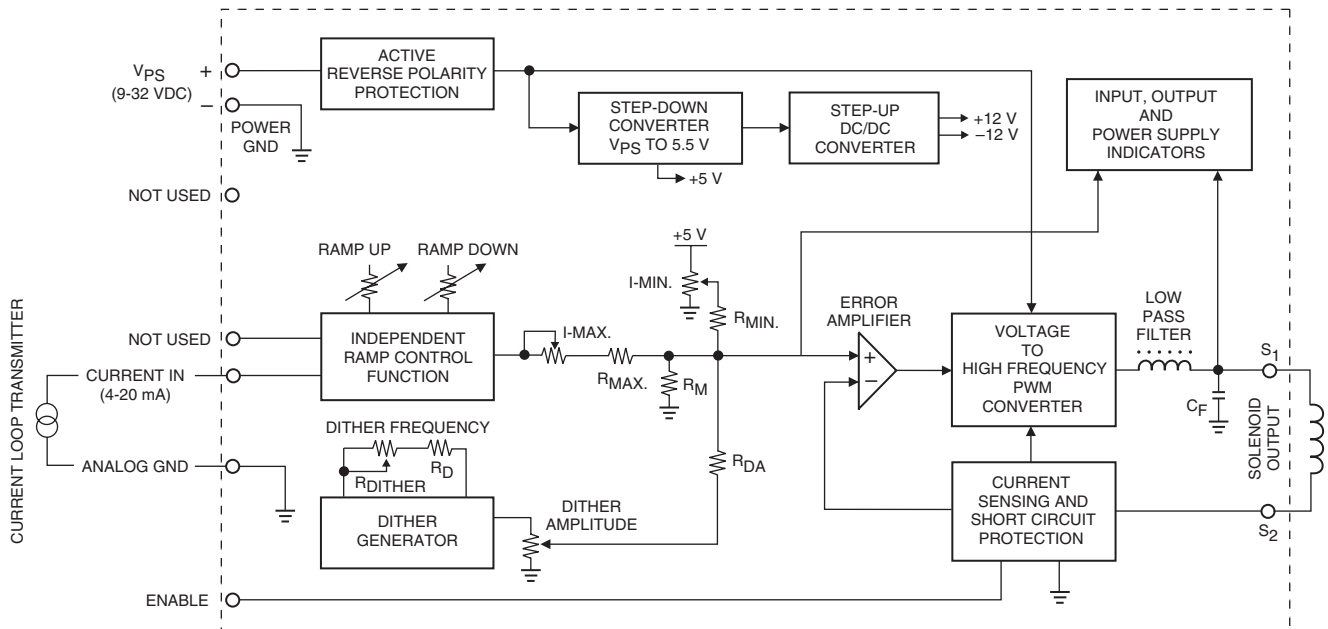 V_PS
(9-32 VDC)
+
–
POWER
GND
ACTIVE
REVERSE POLARITY
PROTECTION
STEP-DOWN
CONVERTER
V_PS TO 5.5 V
+5 V
STEP-UP
DC/DC
CONVERTER
+12 V
–12 V
INPUT, OUTPUT
AND
POWER SUPPLY
INDICATORS
NOT USED
RAMP UP
RAMP DOWN
+5 V
I-MIN.
R_MIN.
NOT USED
CURRENT IN
(4-20 mA)
ANALOG GND
CURRENT LOOP TRANSMITTER
INDEPENDENT
RAMP CONTROL
FUNCTION
I-MAX.
R_MAX.
R_M
ERROR
AMPLIFIER
+
–
VOLTAGE
TO
HIGH FREQUENCY
PWM
CONVERTER
LOW
PASS
FILTER
C_F
S_1
SOLENOID
OUTPUT
S_2
DITHER FREQUENCY
R_D
R_DITHER
DITHER
GENERATOR
DITHER
AMPLITUDE
R_DA
CURRENT
SENSING AND
SHORT CIRCUIT
PROTECTION
ENABLE